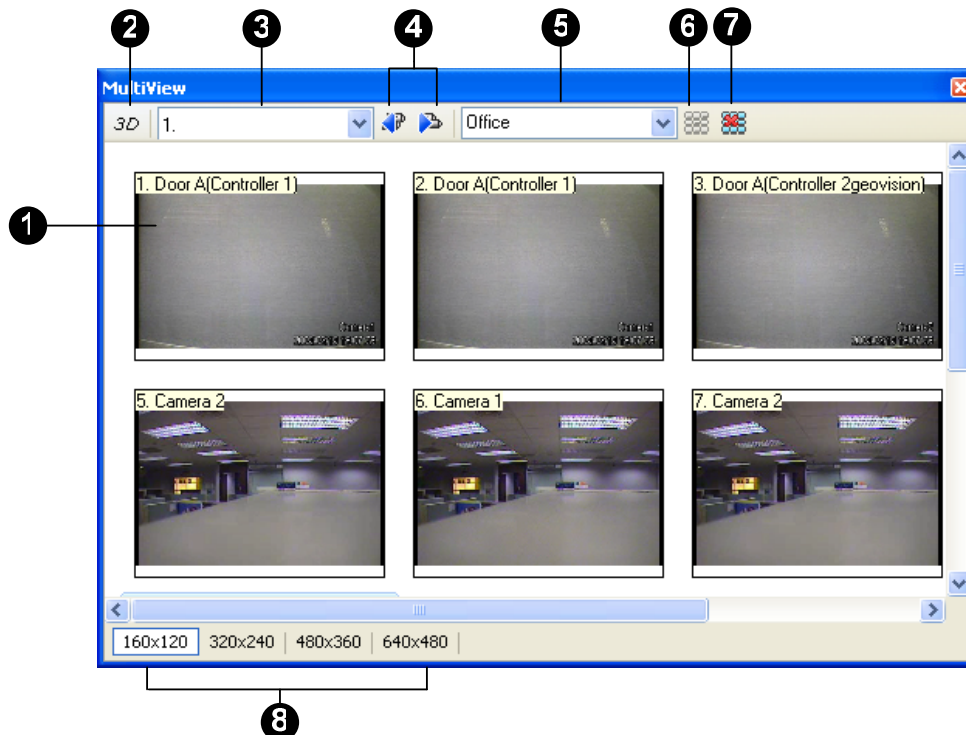 2 3 4 5 6 7
MultiView
3D 1. Office
1. Door A(Controller 1) 2. Door A(Controller 1) 3. Door A(Controller 2geovision)
1
5. Camera 2 6. Camera 1 7. Camera 2
160x120 320x240 480x360 640x480
8